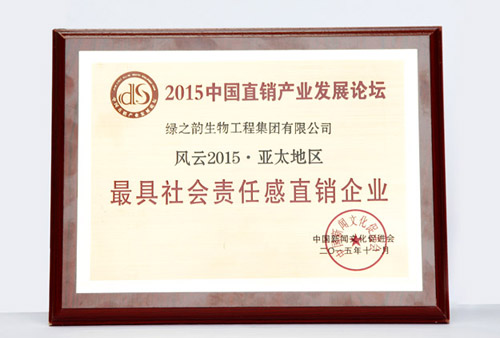 2015中国直销产业发展论坛
绿之韵生物工程集团有限公司
风云2015·亚太地区
最具社会责任感直销企业
中国新闻文化促进会
二〇一五年十一月